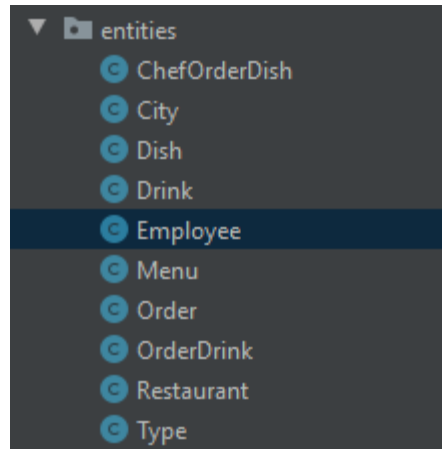 entities
C ChefOrderDish
C City
C Dish
C Drink
C Employee
C Menu
C Order
C OrderDrink
C Restaurant
C Type